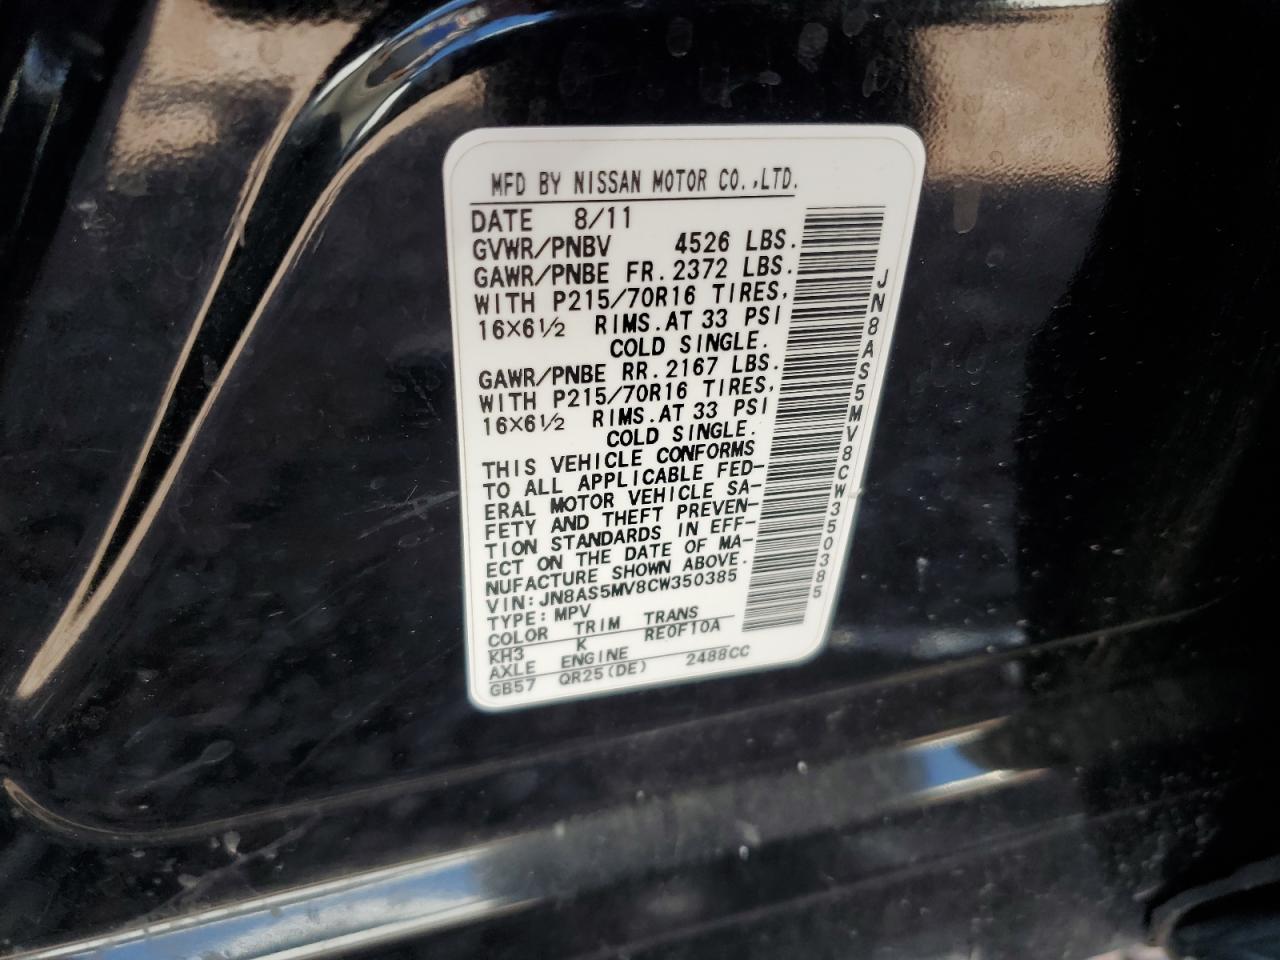 MFD BY NISSAN MOTOR CO.,LTD.
DATE 8/11
GVWR/PNBV 4526 LBS.
GAWR/PNBE FR. 2372 LBS.
WITH P215/70R16 TIRES,
16×6½ RIMS.AT 33 PSI
COLD SINGLE.
GAWR/PNBE RR. 2167 LBS.
WITH P215/70R16 TIRES,
16×6½ RIMS.AT 33 PSI
COLD SINGLE.
THIS VEHICLE CONFORMS
TO ALL APPLICABLE FED-
ERAL MOTOR VEHICLE SA-
FETY AND THEFT PREVEN-
TION STANDARDS IN EFF-
ECT ON THE DATE OF MA-
NUFACTURE SHOWN ABOVE.
VIN:JN8AS5MV8CW350385
TYPE:MPV
COLOR TRIM TRANS
KH3 K RE0F10A
AXLE ENGINE
GB57 QR25(DE) 2488CC
JN8AS5MV8CW350385